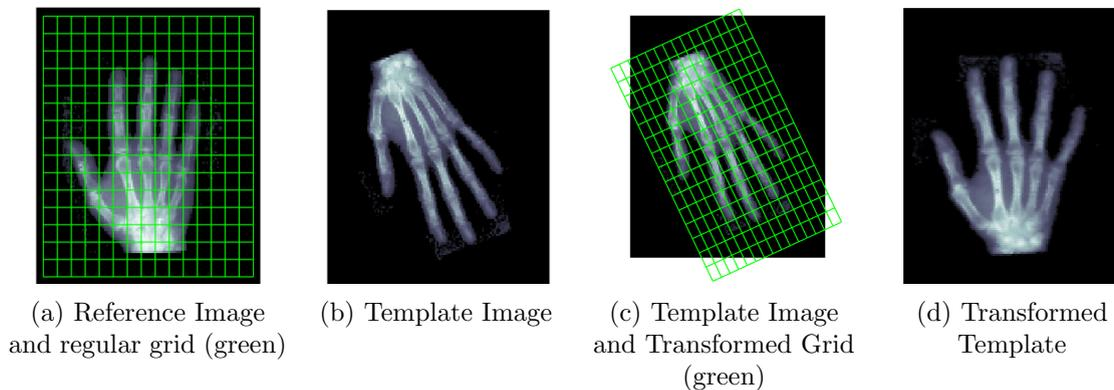 (a) Reference Image
and regular grid (green)
(b) Template Image
(c) Template Image
and Transformed Grid
(green)
(d) Transformed
Template